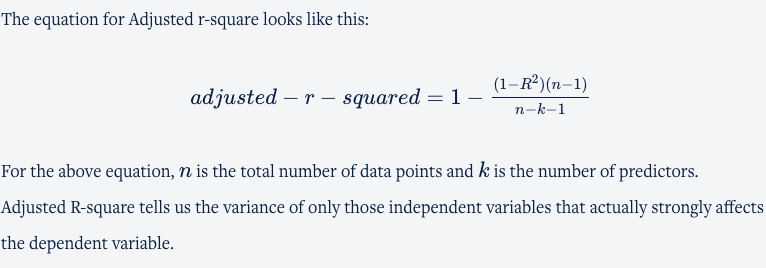 The equation for Adjusted r-square looks like this:
adjusted − r − squared = 1 − \frac{(1−R^2)(n−1)}{n−k−1}
For the above equation, n is the total number of data points and k is the number of predictors.
Adjusted R-square tells us the variance of only those independent variables that actually strongly affects
the dependent variable.